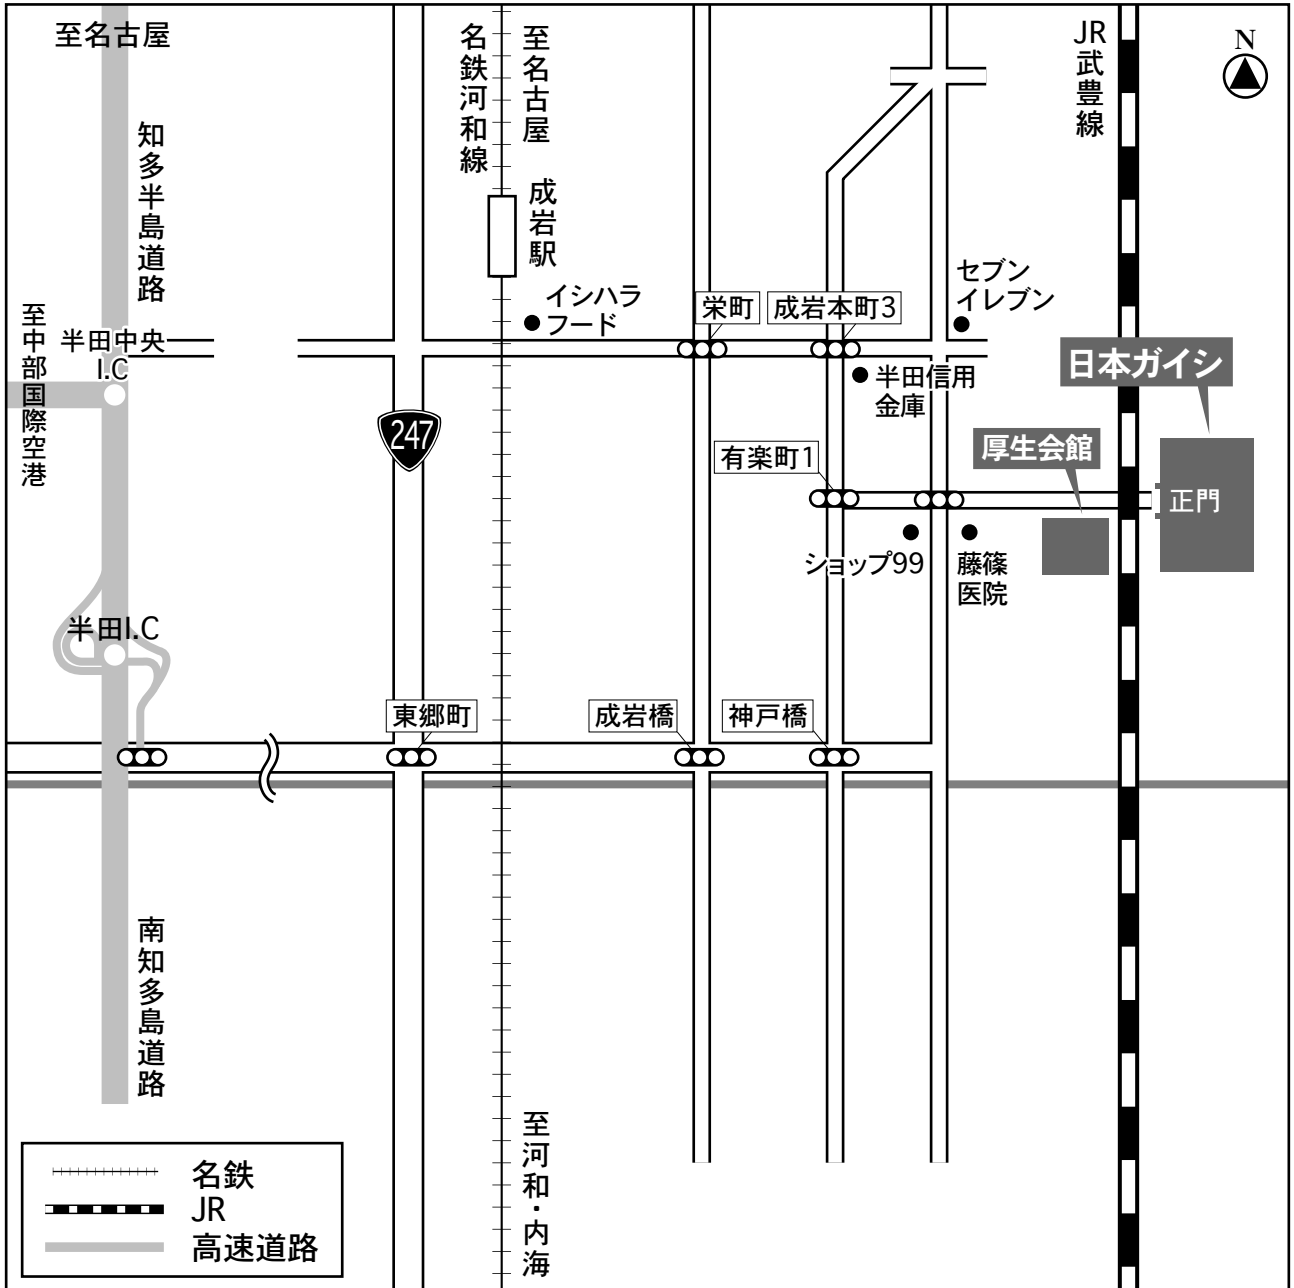 至名古屋
知多半島道路
至中部国際空港
半田中央
I.C
半田I.C
南知多島道路
247
名鉄河和線
至名古屋
成岩駅
イシハラ
フード
栄町
成岩本町3
セブン
イレブン
半田信用
金庫
有楽町1
ショップ99
藤篠
医院
JR武豊線
N
日本ガイシ
厚生会館
正門
東郷町
成岩橋
神戸橋
至河和・内海
名鉄
JR
高速道路